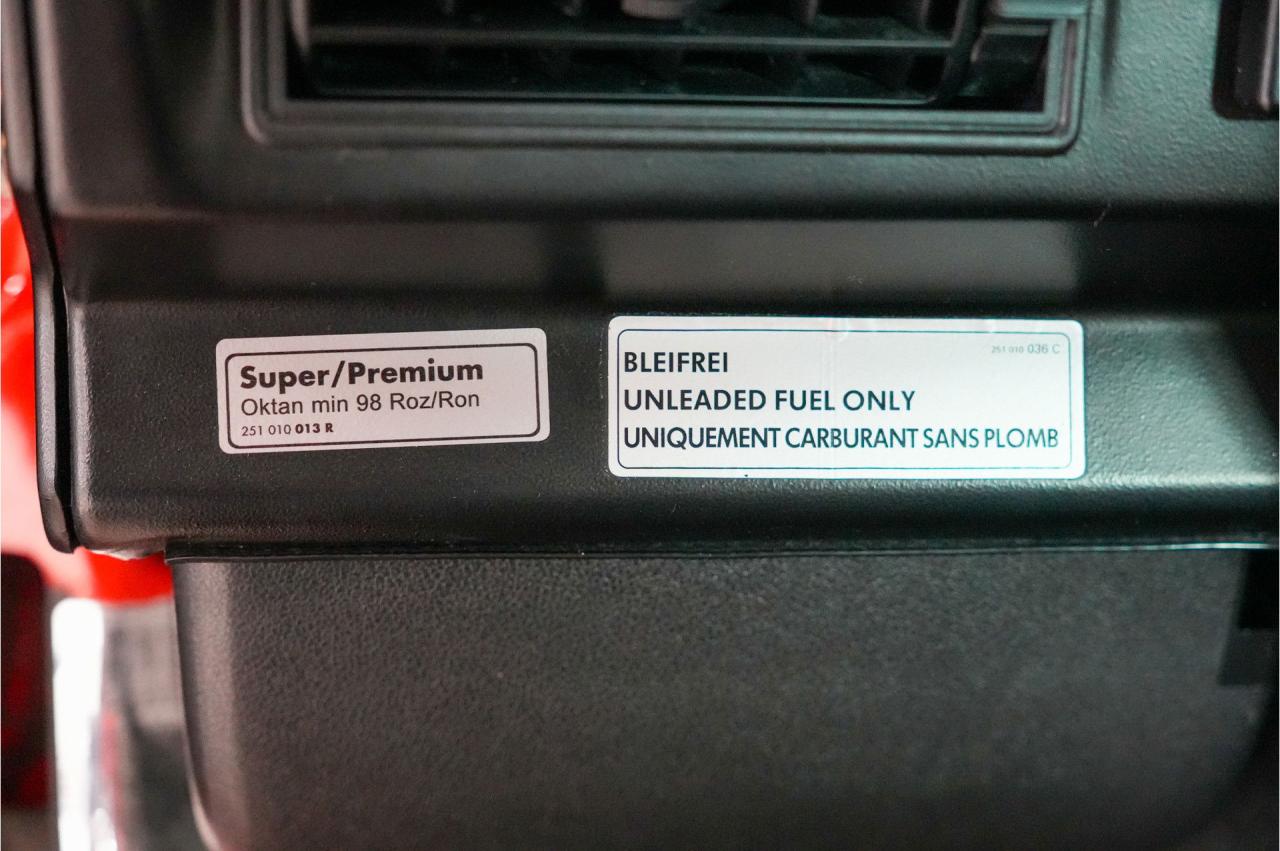 Super/Premium
Oktan min 98 Roz/Ron
251 010 013 R
251 010 036 C
BLEIFREI
UNLEADED FUEL ONLY
UNIQUEMENT CARBURANT SANS PLOMB